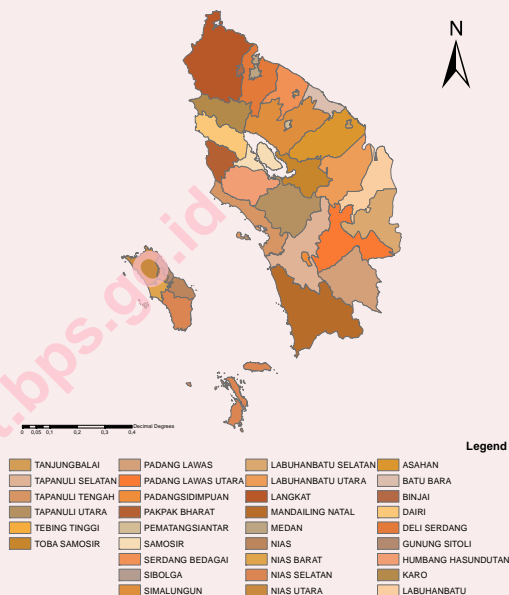 N
t.bps.go.id
Decimal Degrees
0 0,05 0,1 0,2 0,3 0,4
Legend
TANJUNGBALAI
TAPANULI SELATAN
TAPANULI TENGAH
TAPANULI UTARA
TEBING TINGGI
TOBA SAMOSIR
PADANG LAWAS
PADANG LAWAS UTARA
PADANGSIDIMPUAN
PAKPAK BHARAT
PEMATANGSIANTAR
SAMOSIR
SERDANG BEDAGAI
SIBOLGA
SIMALUNGUN
LABUHANBATU SELATAN
LABUHANBATU UTARA
LANGKAT
MANDAILING NATAL
MEDAN
NIAS
NIAS BARAT
NIAS SELATAN
NIAS UTARA
ASAHAN
BATU BARA
BINJAI
DAIRI
DELI SERDANG
GUNUNG SITOLI
HUMBANG HASUNDUTAN
KARO
LABUHANBATU